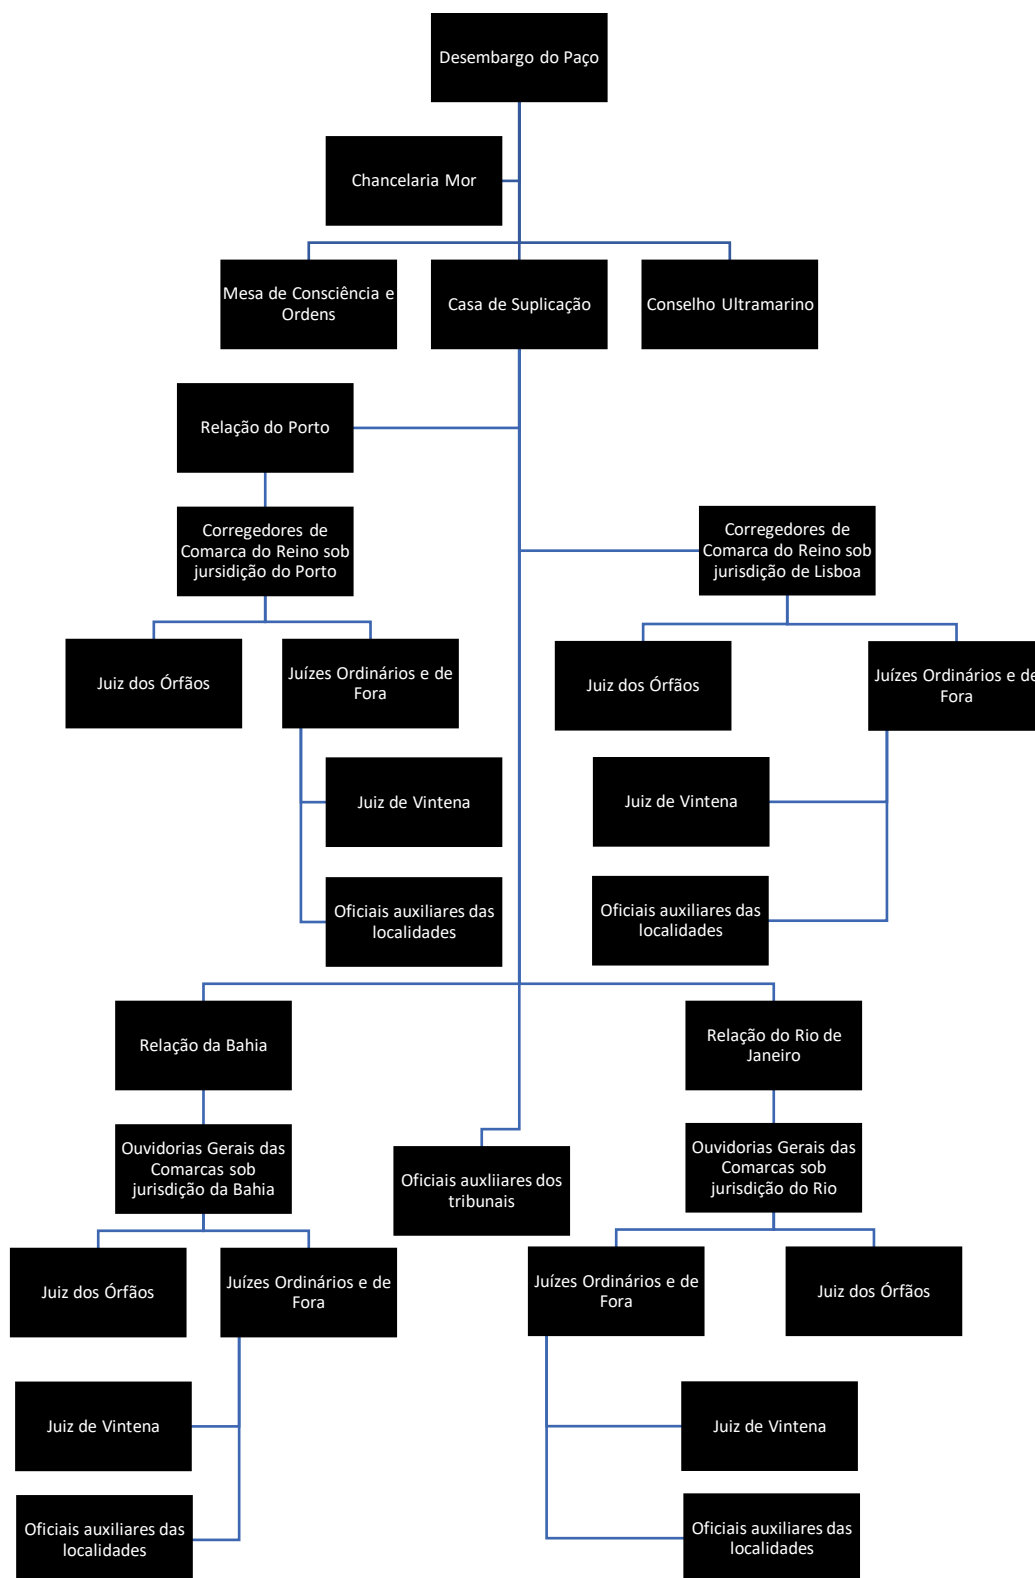 Desembargo do Paço
Chancelaria Mor
Mesa de Consciência e
Ordens
Casa de Suplicação
Conselho Ultramarino
Relação do Porto
Corregedores de
Comarca do Reino sob
jursidição do Porto
Corregedores de
Comarca do Reino sob
jurisdição de Lisboa
Juiz dos Órfãos
Juízes Ordinários e de
Fora
Juiz dos Órfãos
Juízes Ordinários e de
Fora
Juiz de Vintena
Juiz de Vintena
Oficiais auxiliares das
localidades
Oficiais auxiliares das
localidades
Relação da Bahia
Relação do Rio de
Janeiro
Ouvidorias Gerais das
Comarcas sob
jurisdição da Bahia
Oficiais auxliiares dos
tribunais
Ouvidorias Gerais das
Comarcas sob
jurisdição do Rio
Juiz dos Órfãos
Juízes Ordinários e de
Fora
Juízes Ordinários e de
Fora
Juiz dos Órfãos
Juiz de Vintena
Juiz de Vintena
Oficiais auxiliares das
localidades
Oficiais auxiliares das
localidades